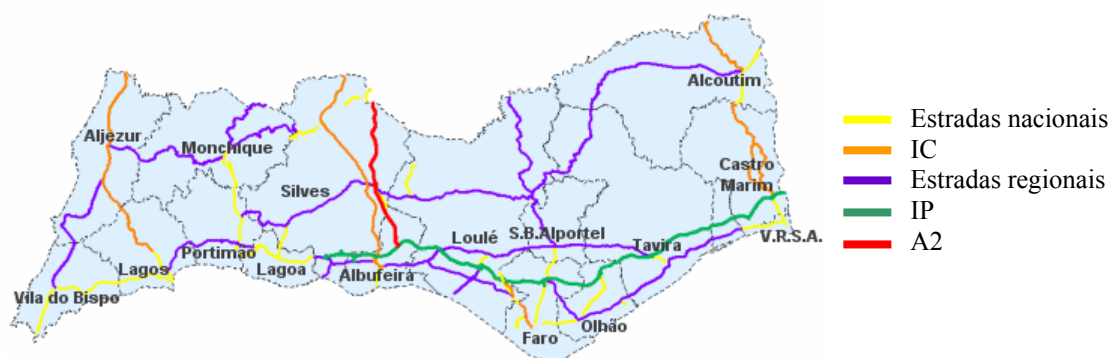 Alcoutim
Aljezur
Monchique
Castro
Marim
Silves
S.B.Alportel
Loulé
Tavira
V.R.S.A.
Portimão
Lagoa
Lagos
Albufeira
Vila do Bispo
Olhão
Faro
Estradas nacionais
IC
Estradas regionais
IP
A2